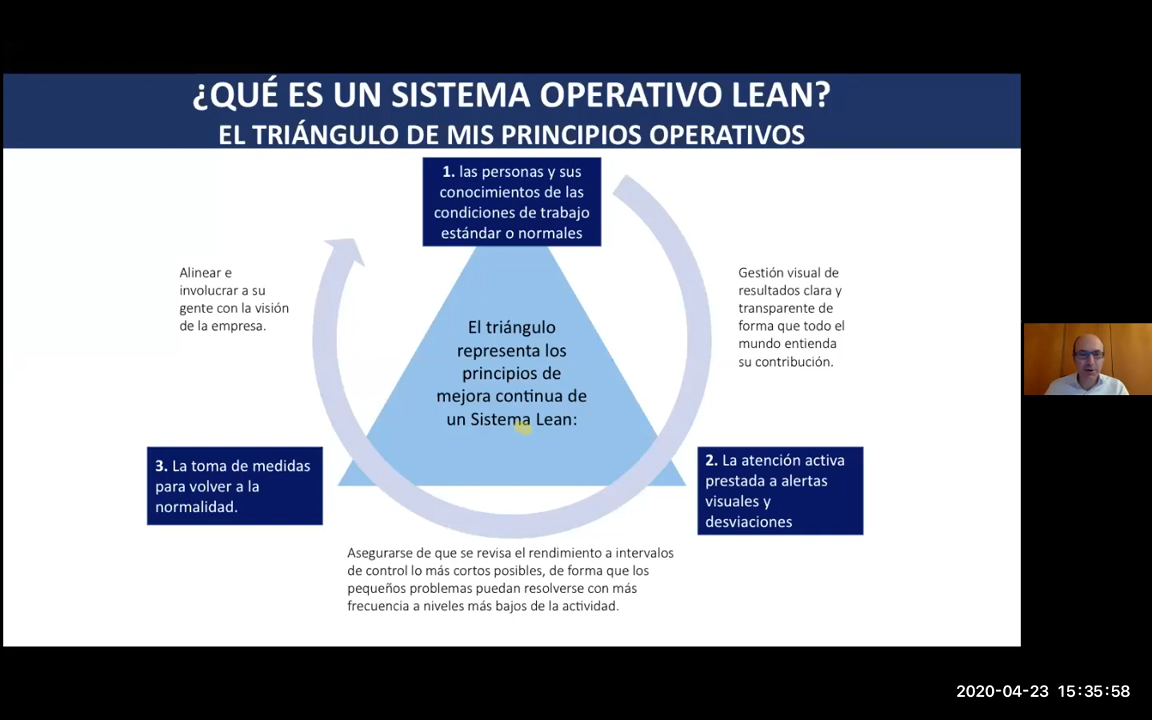 ¿QUÉ ES UN SISTEMA OPERATIVO LEAN?
EL TRIÁNGULO DE MIS PRINCIPIOS OPERATIVOS
1. las personas y sus
conocimientos de las
condiciones de trabajo
estándar o normales
Alinear e
involucrar a su
gente con la visión
de la empresa.
Gestión visual de
resultados clara y
transparente de
forma que todo el
mundo entienda
su contribución.
El triángulo
representa los
principios de
mejora continua de
un Sistema Lean:
3. La toma de medidas
para volver a la
normalidad.
2. La atención activa
prestada a alertas
visuales y
desviaciones
Asegurarse de que se revisa el rendimiento a intervalos
de control lo más cortos posibles, de forma que los
pequeños problemas puedan resolverse con más
frecuencia a niveles más bajos de la actividad.
2020-04-23 15:35:58